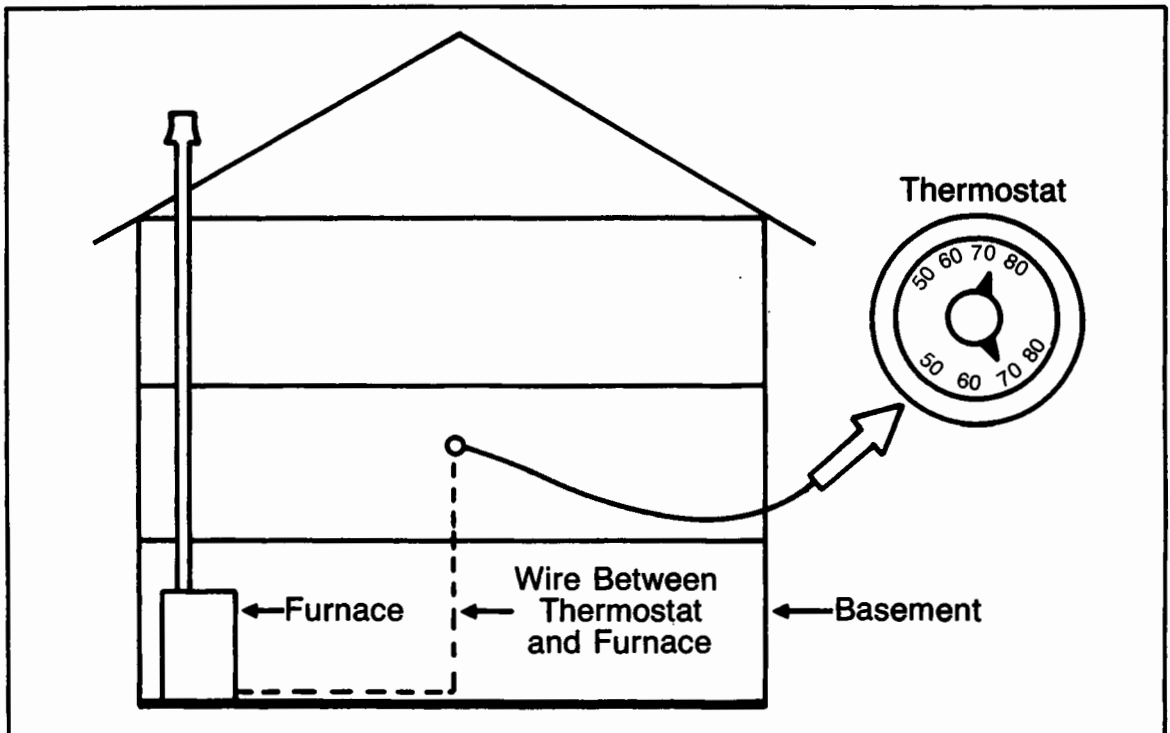 Thermostat
50 60 70 80
50 60 70 80
Wire Between
Thermostat
and Furnace
Furnace
Basement